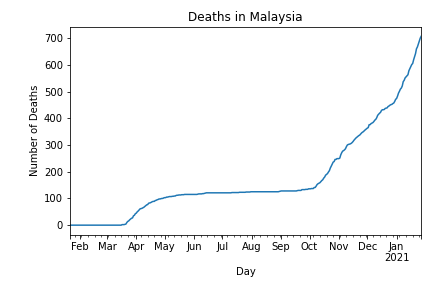 Deaths in Malaysia
Number of Deaths
700
600
500
400
300
200
100
0
Feb Mar Apr May Jun Jul Aug Sep Oct Nov Dec Jan
2021
Day